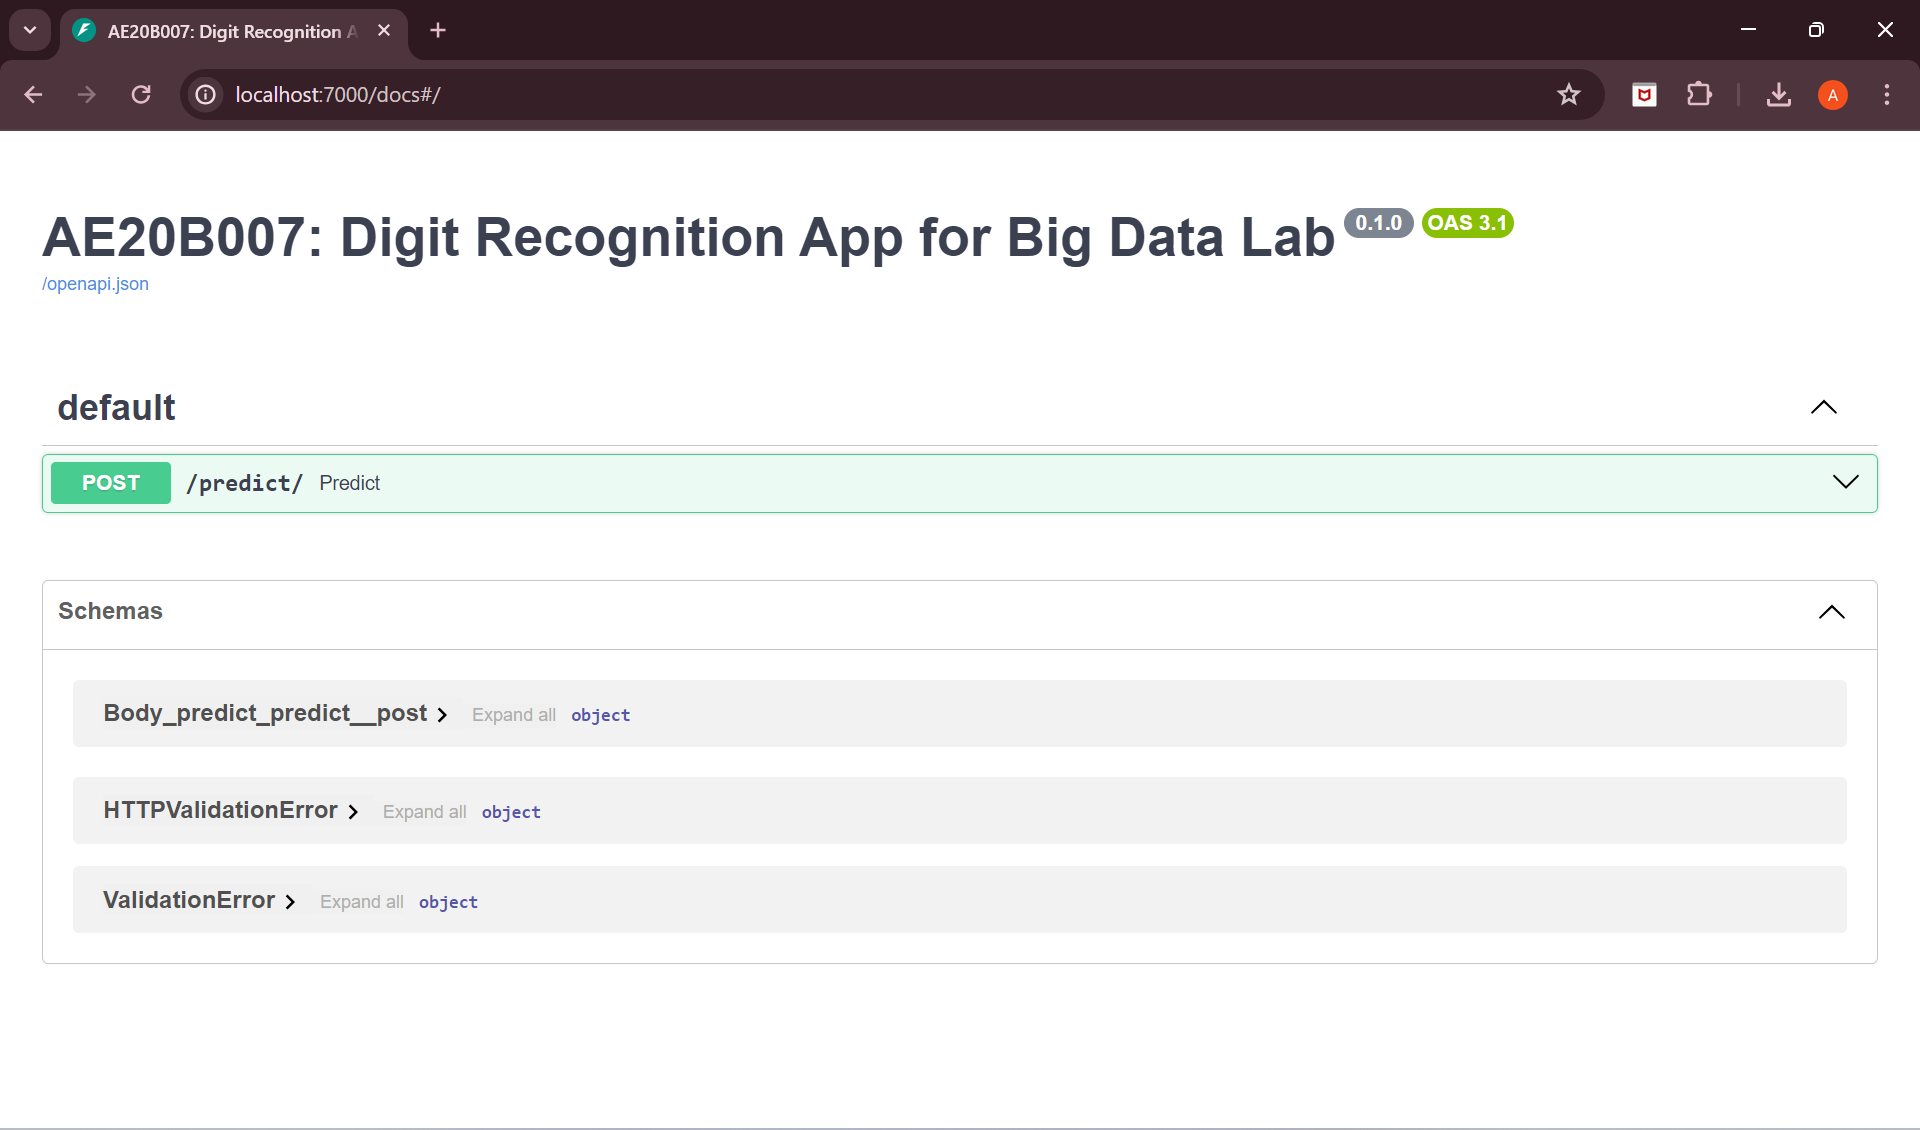 AE20B007: Digit Recognition A
localhost:7000/docs#/
A
AE20B007: Digit Recognition App for Big Data Lab 0.1.0 OAS 3.1
/openapi.json
default
POST /predict/ Predict
Schemas
Body_predict_predict__post Expand all object
HTTPValidationError Expand all object
ValidationError Expand all object